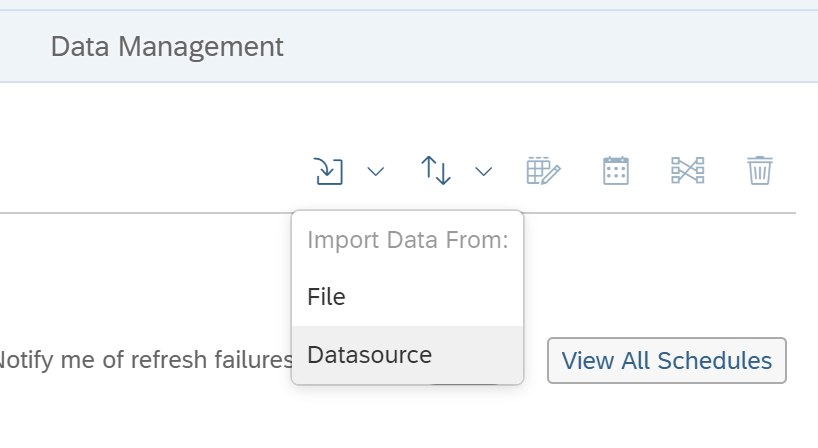 Data Management
Import Data From:
File
Notify me of refresh failures
Datasource
View All Schedules